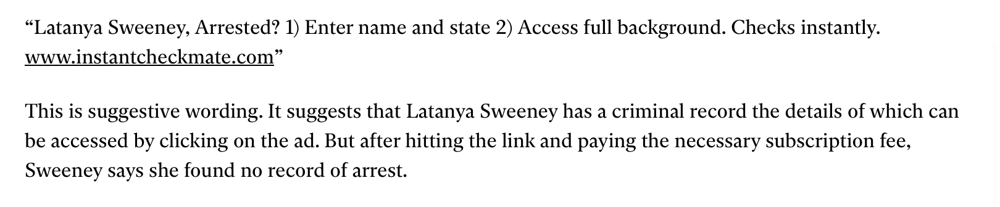 “Latanya Sweeney, Arrested? 1) Enter name and state 2) Access full background. Checks instantly.
www.instantcheckmate.com”
This is suggestive wording. It suggests that Latanya Sweeney has a criminal record the details of which can
be accessed by clicking on the ad. But after hitting the link and paying the necessary subscription fee,
Sweeney says she found no record of arrest.